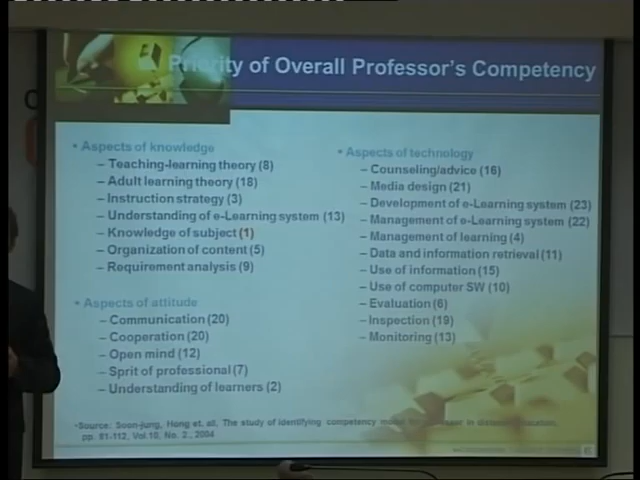 Priority of Overall Professor's Competency
• Aspects of knowledge
– Teaching-learning theory (8)
– Adult learning theory (18)
– Instruction strategy (3)
– Understanding of e-Learning system (13)
– Knowledge of subject (1)
– Organization of content (5)
– Requirement analysis (9)
• Aspects of attitude
– Communication (20)
– Cooperation (20)
– Open mind (12)
– Sprit of professional (7)
– Understanding of learners (2)
• Aspects of technology
– Counseling/advice (16)
– Media design (21)
– Development of e-Learning system (23)
– Management of e-Learning system (22)
– Management of learning (4)
– Data and information retrieval (11)
– Use of information (15)
– Use of computer SW (10)
– Evaluation (6)
– Inspection (19)
– Monitoring (13)
•Source: Soon-jung, Hong et. all. The study of identifying competency in distance education.
pp. 81-112, Vol.10, No. 2., 2004